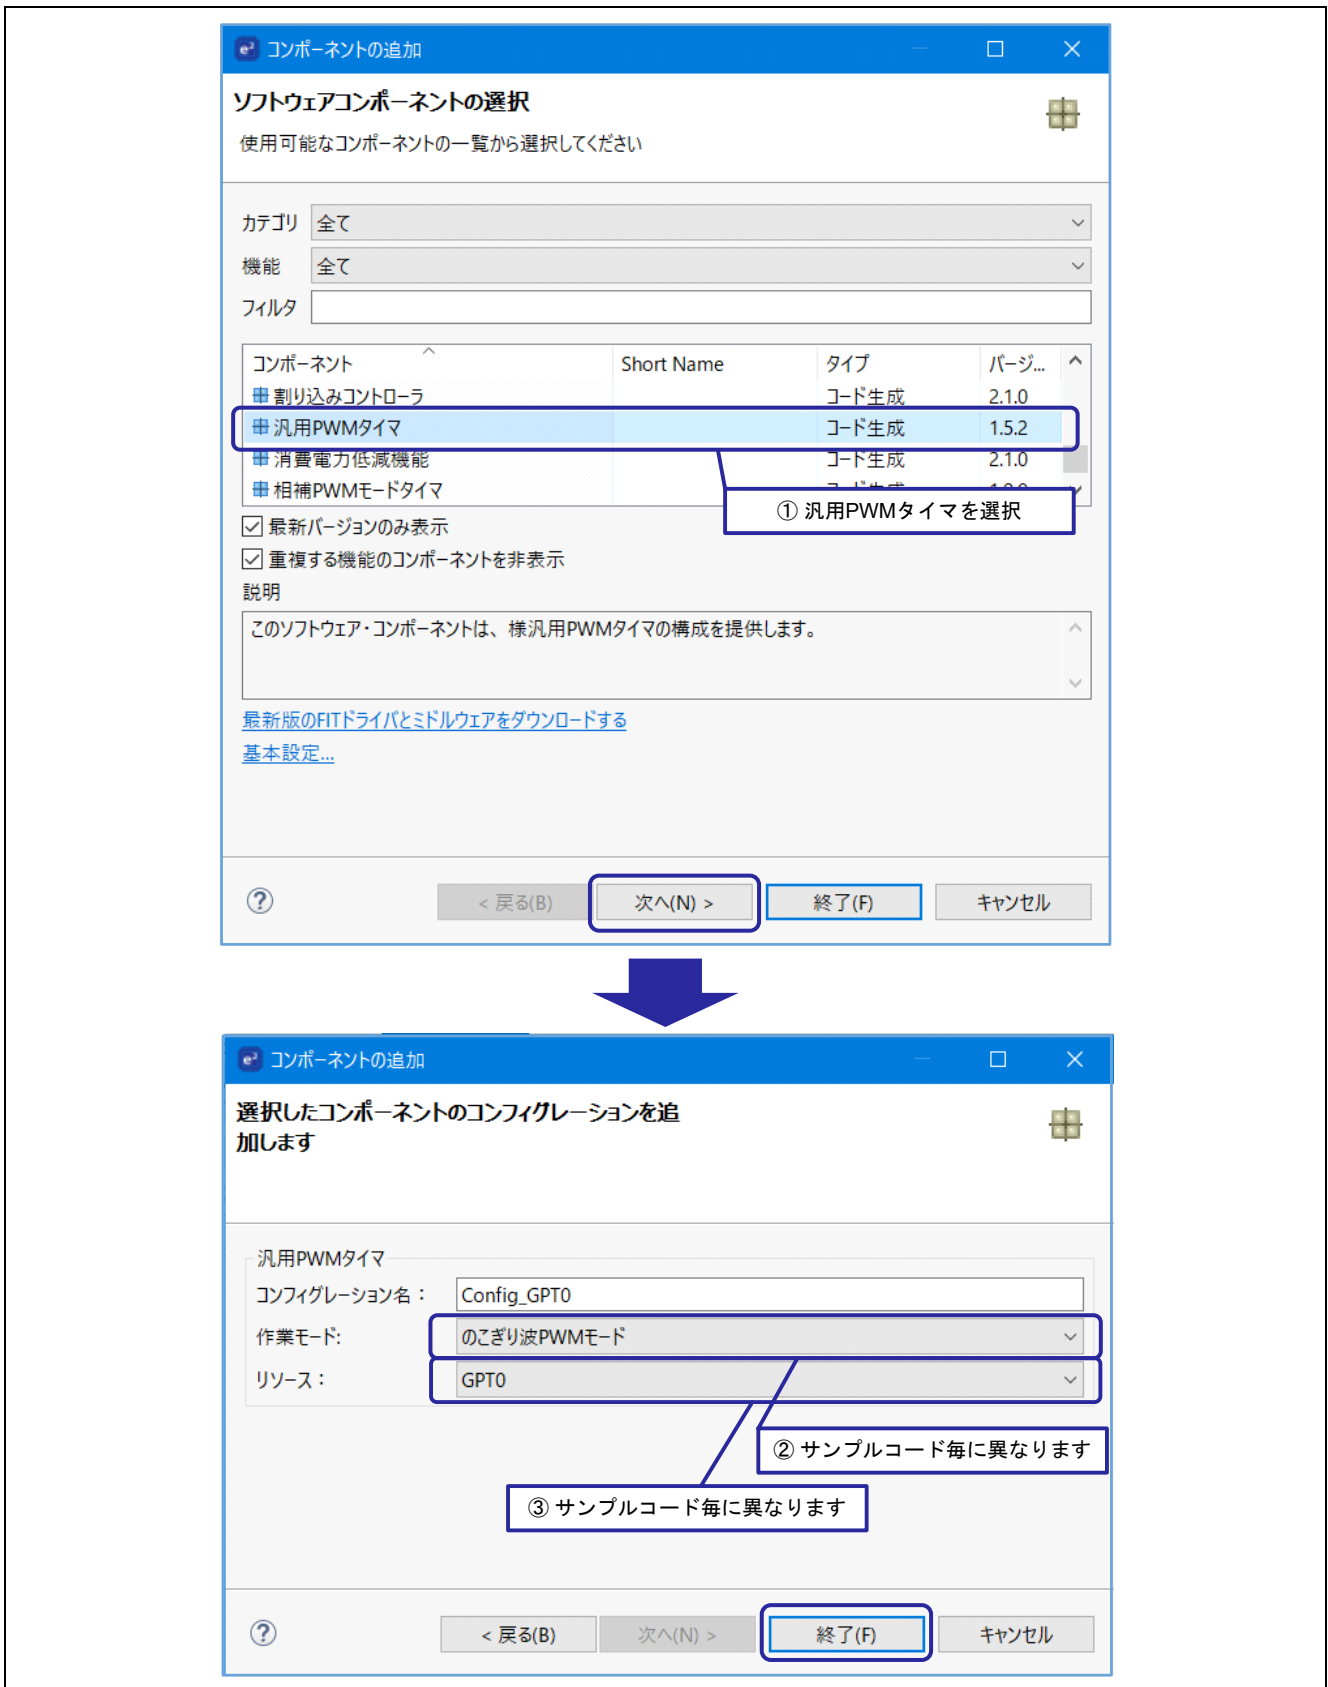 コンポーネントの追加
ソフトウェアコンポーネントの選択
使用可能なコンポーネントの一覧から選択してください
カテゴリ 全て
機能 全て
フィルタ
コンポーネント Short Name タイプ バージ...
割り込みコントローラ コード生成 2.1.0
汎用PWMタイマ コード生成 1.5.2
消費電力低減機能 コード生成 2.1.0
相補PWMモードタイマ
① 汎用PWMタイマを選択
最新バージョンのみ表示
重複する機能のコンポーネントを非表示
説明
このソフトウェア・コンポーネントは、様汎用PWMタイマの構成を提供します。
最新版のFITドライバとミドルウェアをダウンロードする
基本設定...
< 戻る(B) 次へ(N) > 終了(F) キャンセル
コンポーネントの追加
選択したコンポーネントのコンフィグレーションを追
加します
汎用PWMタイマ
コンフィグレーション名： Config_GPT0
作業モード: のこぎり波PWMモード
リソース： GPT0
② サンプルコード毎に異なります
③ サンプルコード毎に異なります
< 戻る(B) 次へ(N) > 終了(F) キャンセル